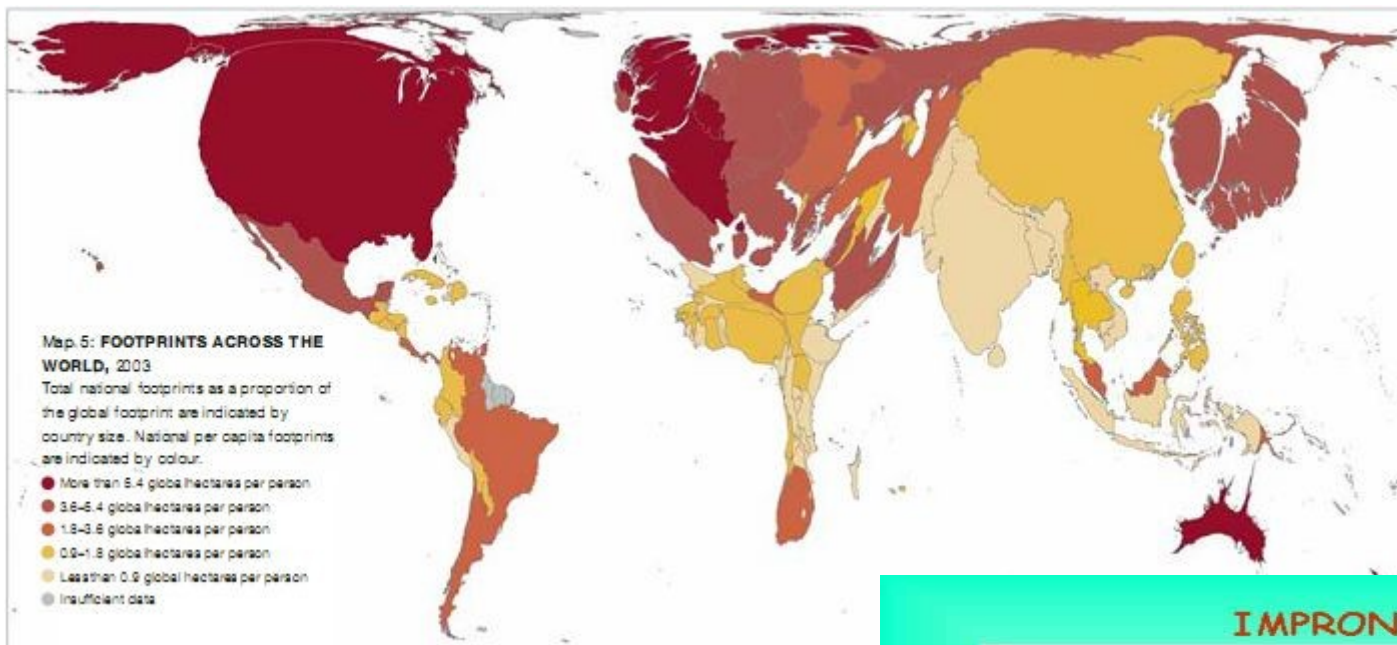 Map 5: FOOTPRINTS ACROSS THE
WORLD, 2003
Total national footprints as a proportion of
the global footprint are indicated by
country size. National per capita footprints
are indicated by colour.
More than 5.4 global hectares per person
3.6–5.4 global hectares per person
1.8–3.6 global hectares per person
0.9–1.8 global hectares per person
Less than 0.9 global hectares per person
Insufficient data
IMPRON